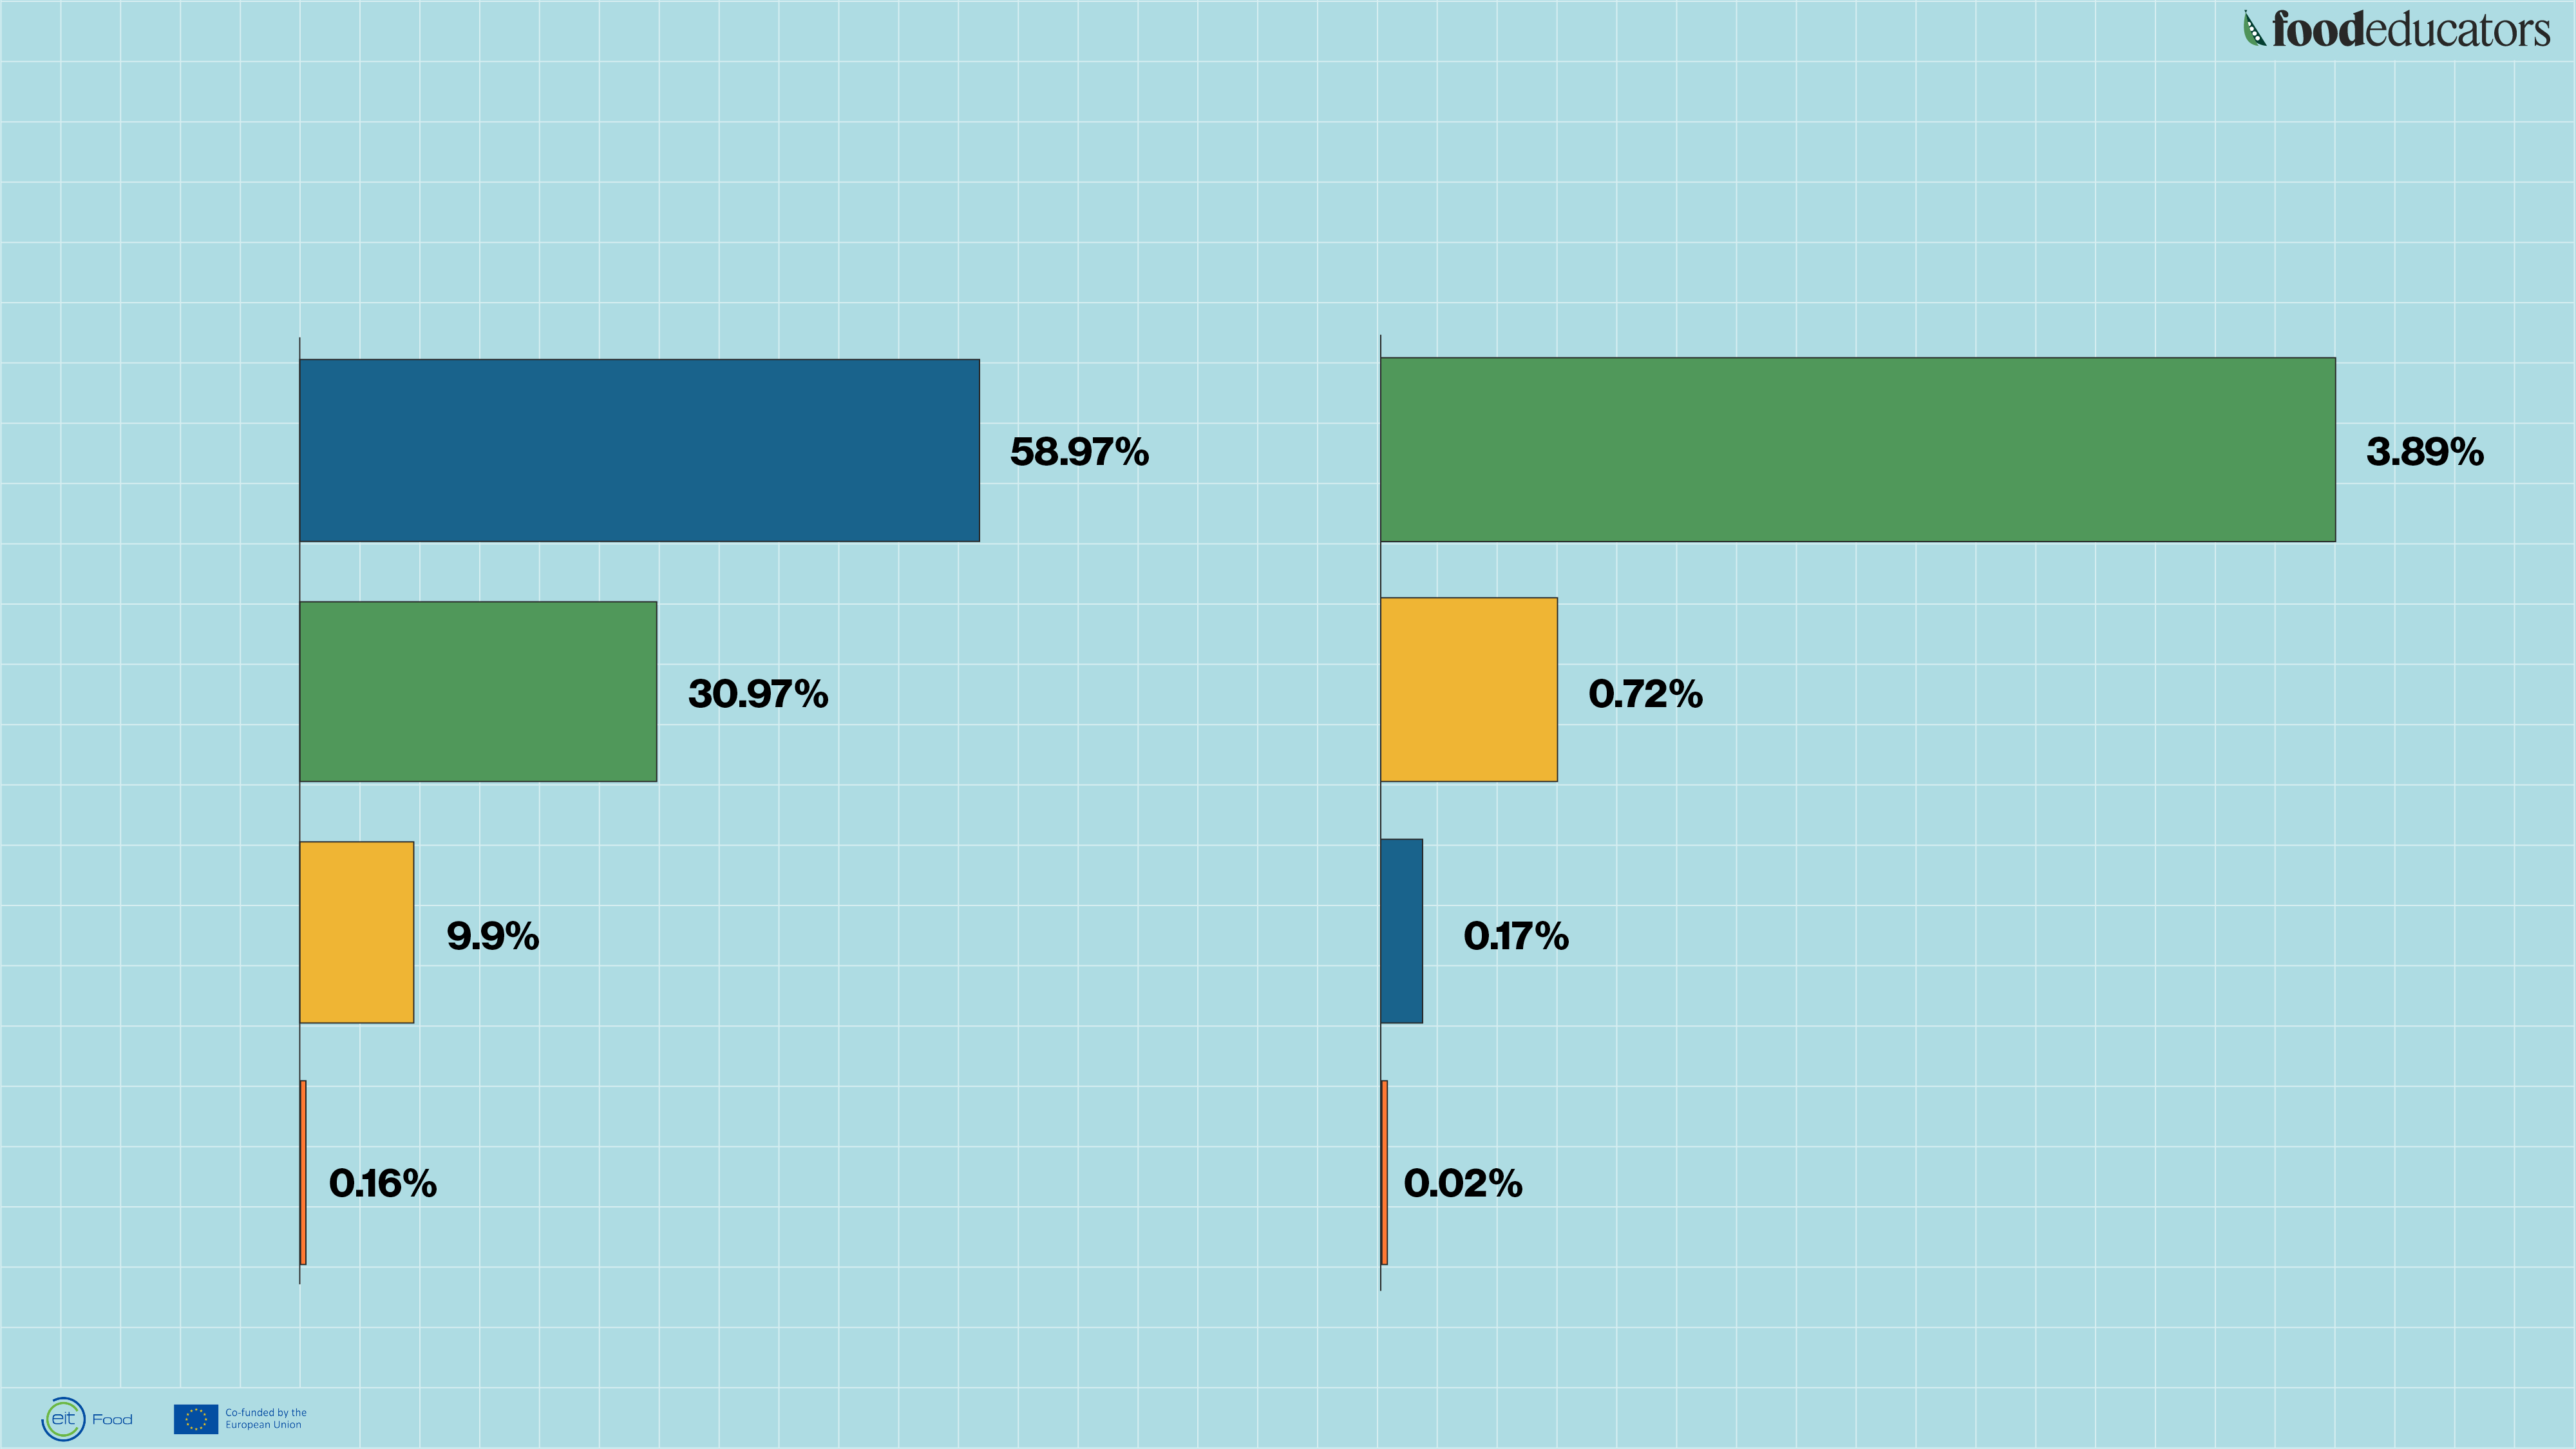 foodeducators
58.97%
3.89%
30.97%
0.72%
9.9%
0.17%
0.16%
0.02%
eit Food
Co-funded by the
European Union